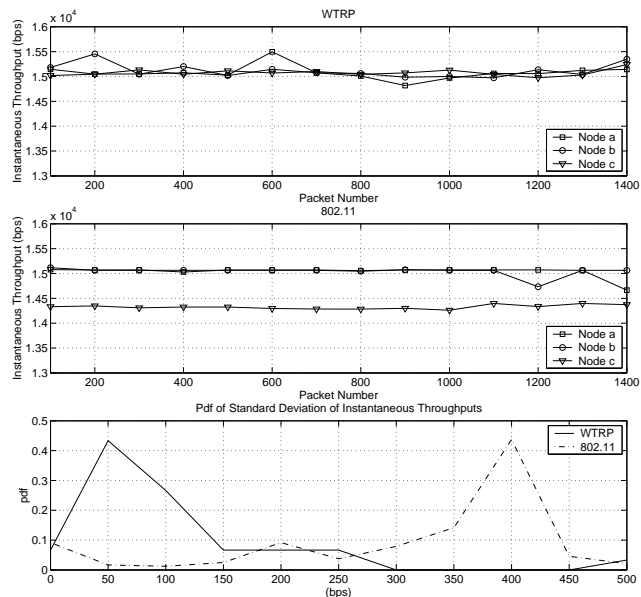 WTRP
x 10^4
1.6
1.55
1.5
1.45
1.4
1.35
1.3
Instantaneous Throughput (bps)
200 400 600 800 1000 1200 1400
Packet Number
Node a
Node b
Node c
802.11
x 10^4
1.6
1.55
1.5
1.45
1.4
1.35
1.3
Instantaneous Throughput (bps)
200 400 600 800 1000 1200 1400
Packet Number
Node a
Node b
Node c
Pdf of Standard Deviation of Instantaneous Throughputs
0.5
0.4
0.3
0.2
0.1
0
pdf
0 50 100 150 200 250 300 350 400 450 500
(bps)
WTRP
802.11